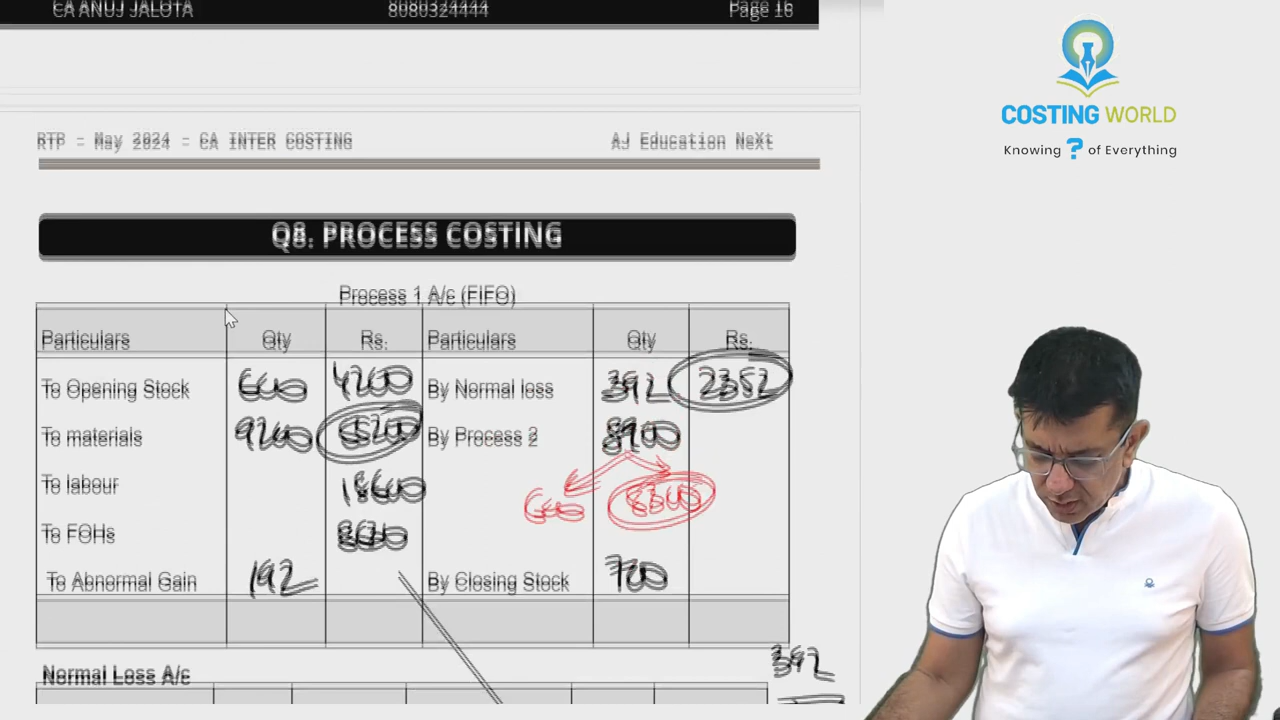 CA ANUJ JALOTA 8080324444 Page 16
COSTING WORLD
Knowing ? of Everything
RTP - May 2024 - CA INTER COSTING AJ Education NeXt
Q8. PROCESS COSTING
Process 1 A/c (FIFO)
Particulars Qty Rs. Particulars Qty Rs.
To Opening Stock 600 4200 By Normal loss 392 2352
To materials 9200 By Process 2 8900
To labour 18600
600 8300
To FOHs
To Abnormal Gain 192 By Closing Stock 700
Normal Loss A/c
392